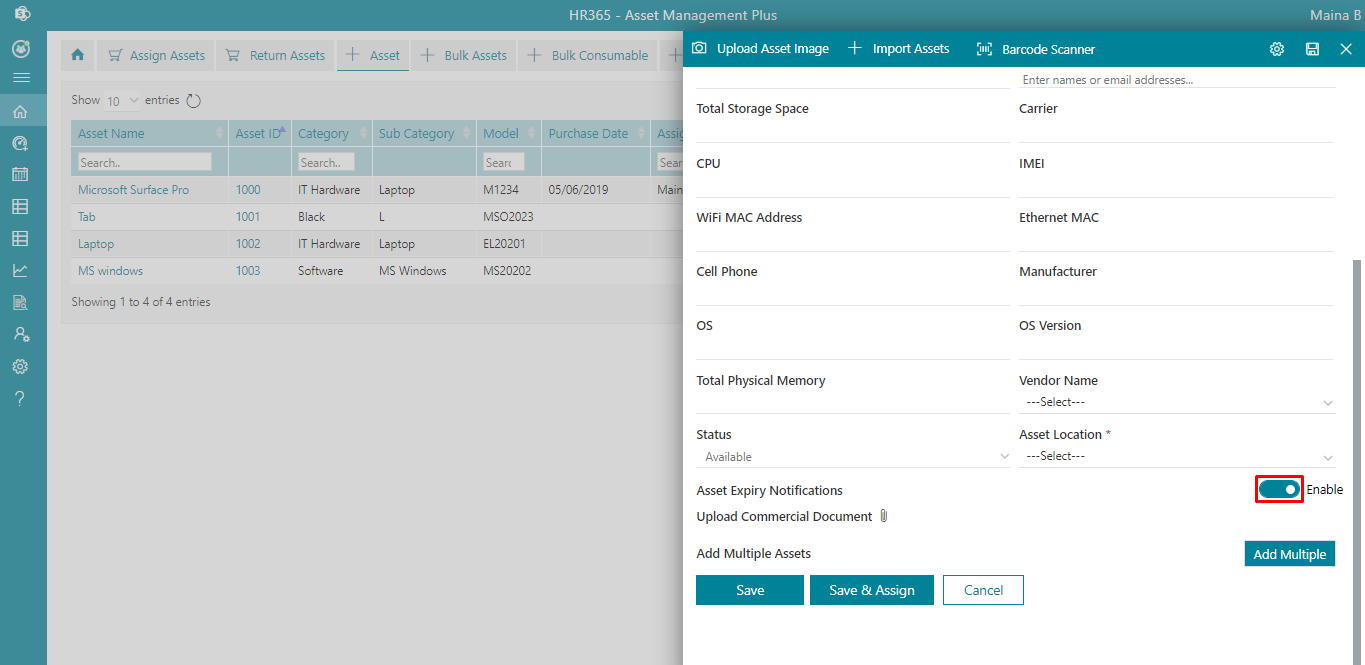 HR365 - Asset Management Plus
Maina B
Assign Assets
Return Assets
Asset
Bulk Assets
Bulk Consumable
Show 10 entries
Asset Name
Asset ID
Category
Sub Category
Model
Purchase Date
Assig
Search..
Search..
Searc
Sear
Microsoft Surface Pro 1000 IT Hardware Laptop M1234 05/06/2019 Main
Tab 1001 Black L MSO2023
Laptop 1002 IT Hardware Laptop EL20201
MS windows 1003 Software MS Windows MS20202
Showing 1 to 4 of 4 entries
Upload Asset Image
Import Assets
Barcode Scanner
Enter names or email addresses...
Total Storage Space
Carrier
CPU
IMEI
WiFi MAC Address
Ethernet MAC
Cell Phone
Manufacturer
OS
OS Version
Total Physical Memory
Vendor Name
---Select---
Status
Asset Location *
Available
---Select---
Asset Expiry Notifications
Enable
Upload Commercial Document
Add Multiple Assets
Add Multiple
Save
Save & Assign
Cancel